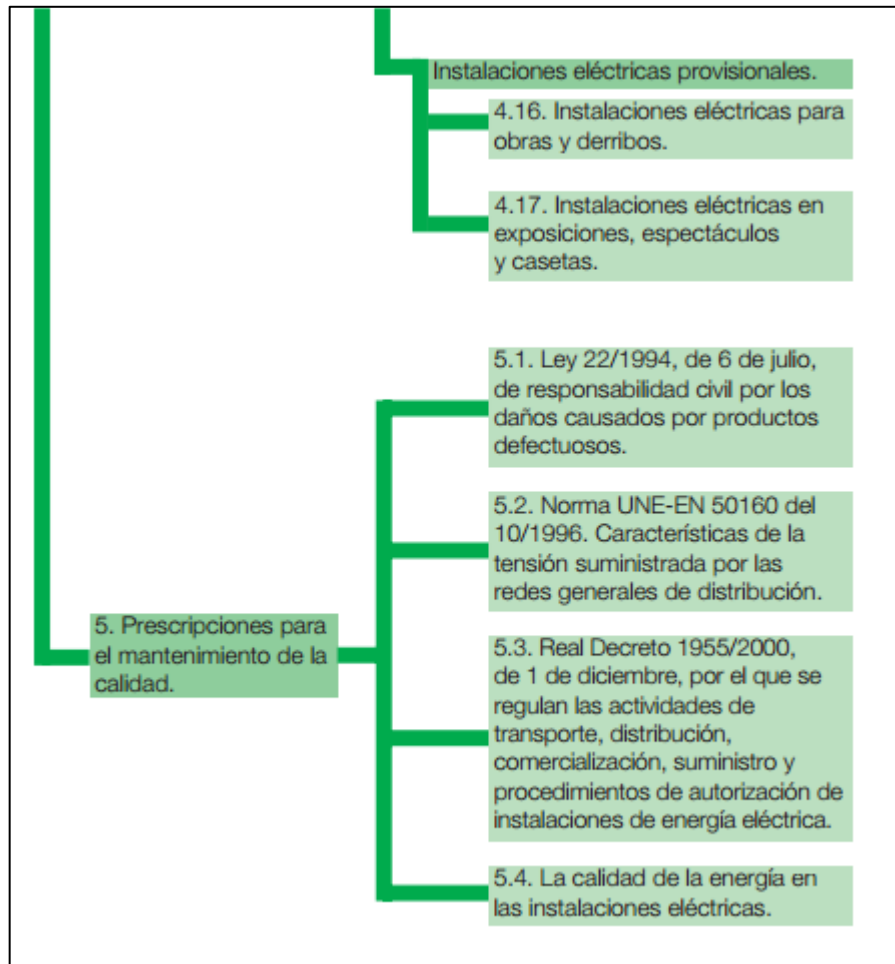 Instalaciones eléctricas provisionales.
4.16. Instalaciones eléctricas para
obras y derribos.
4.17. Instalaciones eléctricas en
exposiciones, espectáculos
y casetas.
5.1. Ley 22/1994, de 6 de julio,
de responsabilidad civil por los
daños causados por productos
defectuosos.
5.2. Norma UNE-EN 50160 del
10/1996. Características de la
tensión suministrada por las
redes generales de distribución.
5. Prescripciones para
el mantenimiento de la
calidad.
5.3. Real Decreto 1955/2000,
de 1 de diciembre, por el que se
regulan las actividades de
transporte, distribución,
comercialización, suministro y
procedimientos de autorización de
instalaciones de energía eléctrica.
5.4. La calidad de la energía en
las instalaciones eléctricas.